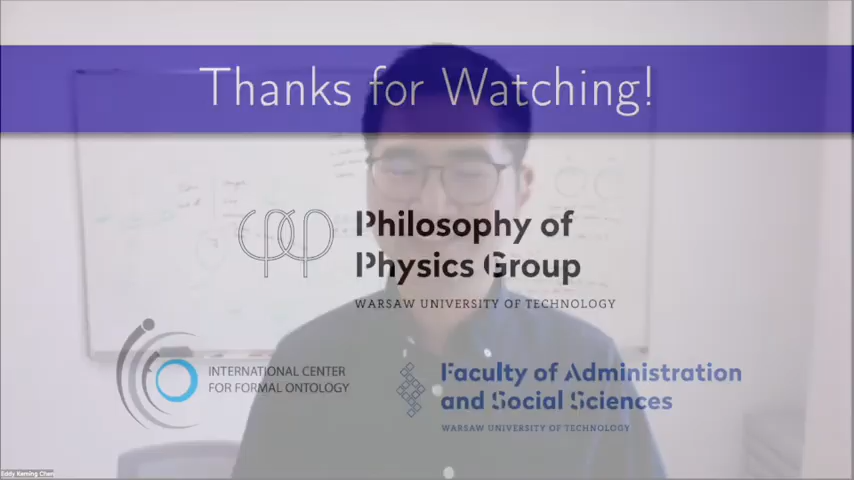 Thanks for Watching!
Philosophy of
Physics Group
WARSAW UNIVERSITY OF TECHNOLOGY
INTERNATIONAL CENTER
FOR FORMAL ONTOLOGY
Faculty of Administration
and Social Sciences
WARSAW UNIVERSITY OF TECHNOLOGY
Eddy Keming Chen